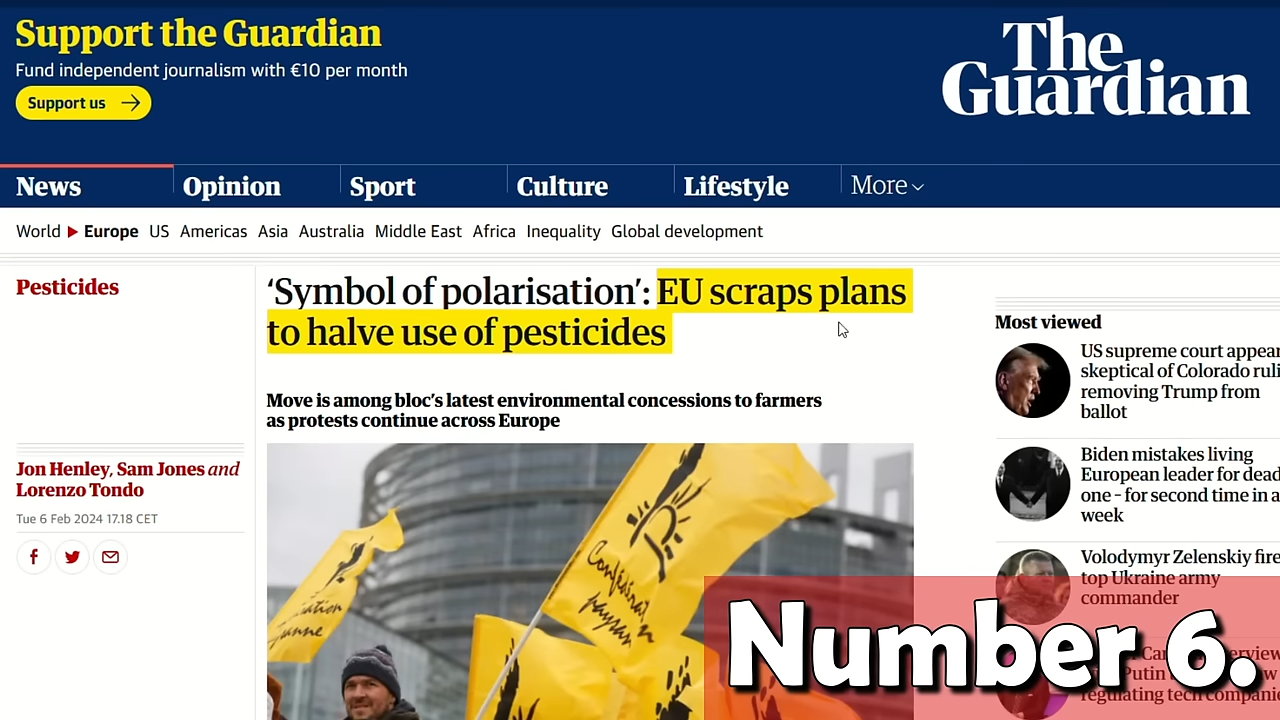 Support the Guardian
Fund independent journalism with €10 per month
Support us
The
Guardian
News
Opinion
Sport
Culture
Lifestyle
More
World
Europe
US
Americas
Asia
Australia
Middle East
Africa
Inequality
Global development
Pesticides
‘Symbol of polarisation’: EU scraps plans
to halve use of pesticides
Move is among bloc’s latest environmental concessions to farmers
as protests continue across Europe
Jon Henley, Sam Jones and
Lorenzo Tondo
Tue 6 Feb 2024 17.18 CET
Most viewed
US supreme court appear
skeptical of Colorado ruli
removing Trump from
ballot
Biden mistakes living
European leader for dead
one – for second time in a
week
Volodymyr Zelenskiy fire
top Ukraine army
commander
Putin
regulating tech companie
Number 6.